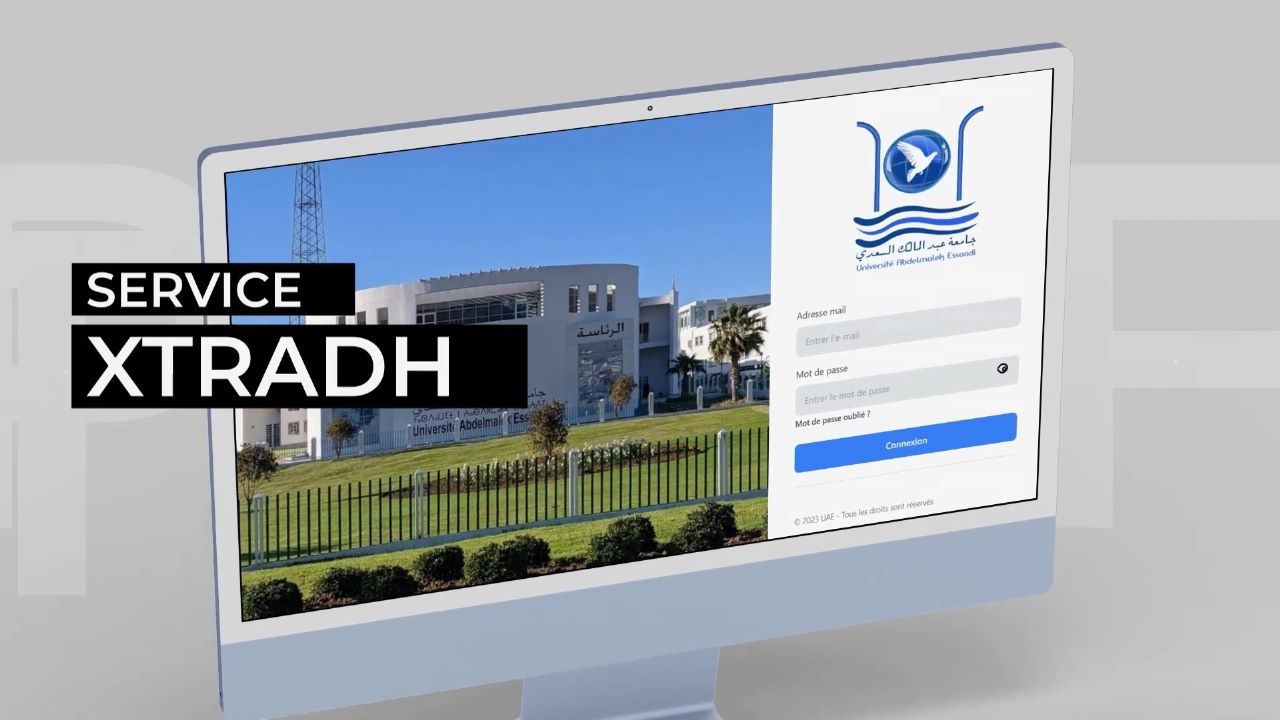 SERVICE
XTRADH
الرئاسة
Université Abdelmalek Essa
جامعة عبد المالك السعدي
Université Abdelmalek Essaadi
Adresse mail
Entrer l'e-mail
Mot de passe
Entrer le mot de passe
Mot de passe oublié ?
Connexion
© 2023 UAE - Tous les droits sont réservés